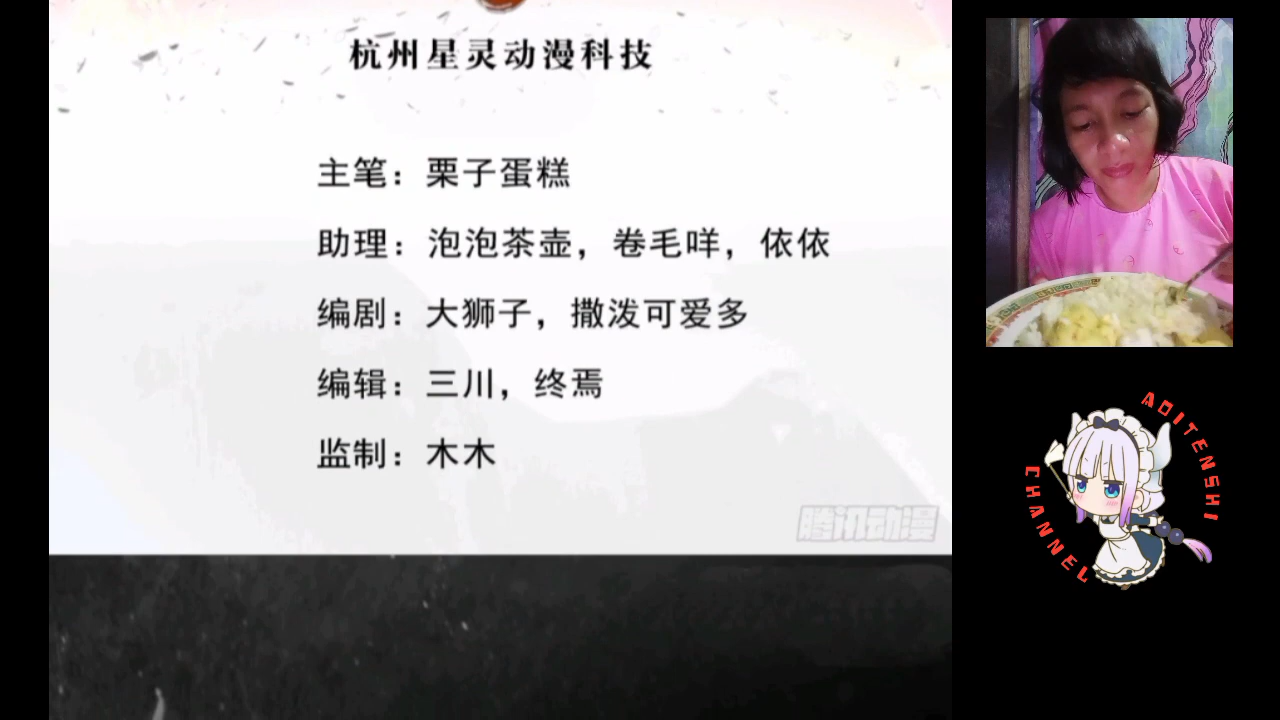 杭州星灵动漫科技
主笔：栗子蛋糕
助理：泡泡茶壶，卷毛咩，依依
编剧：大狮子，撒泼可爱多
编辑：三川，终焉
监制：木木
腾讯动漫
ADITENSHI
CHANNEL